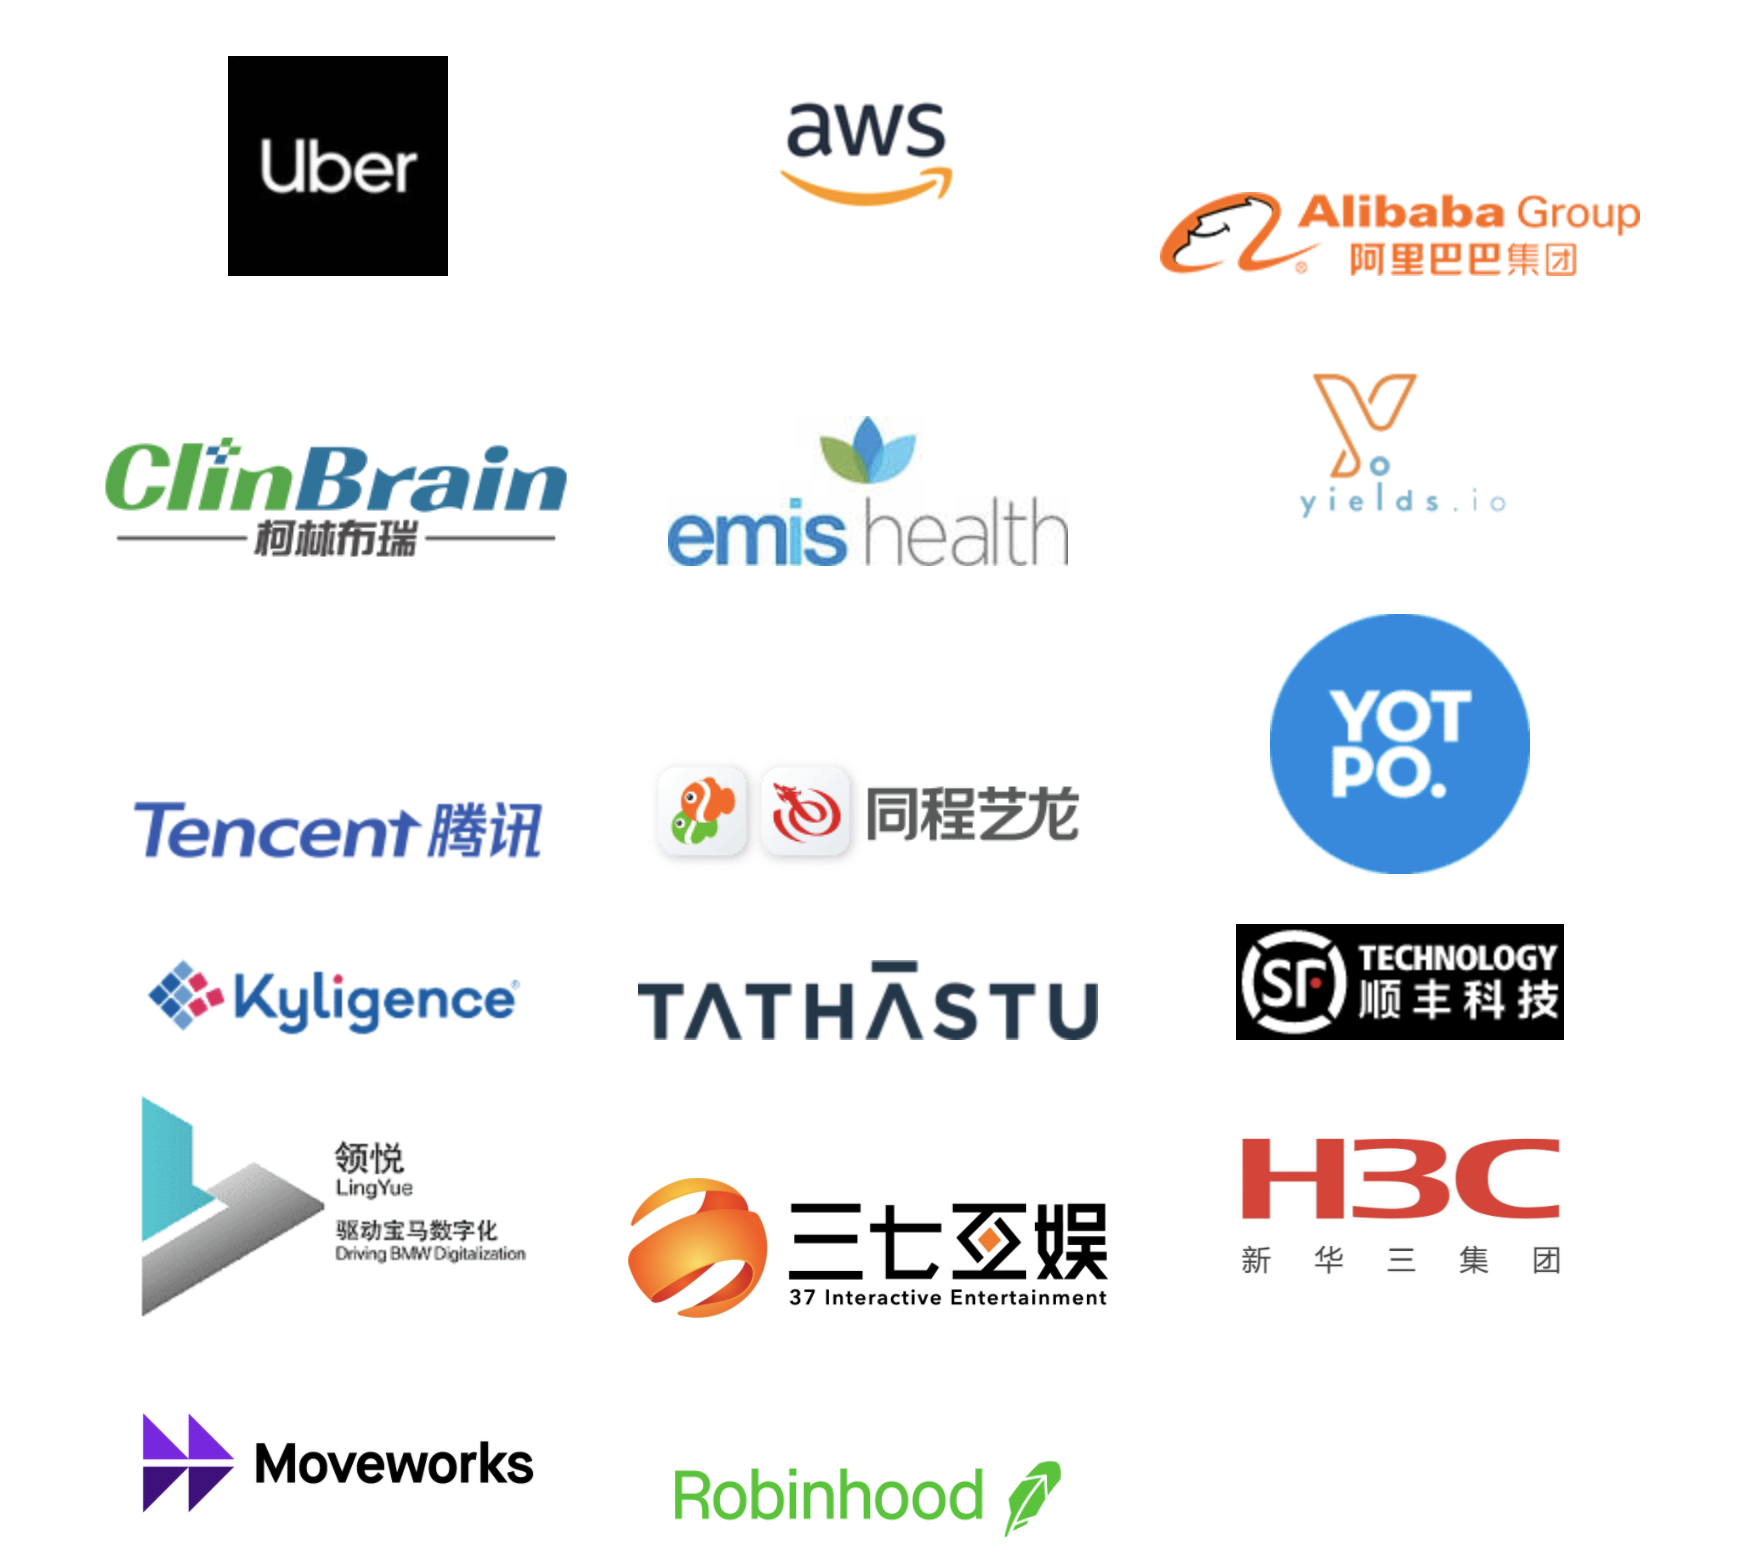 Uber
aws
Alibaba Group
阿里巴巴集团
ClinBrain
柯林布瑞
emis health
yields.io
Tencent 腾讯
同程艺龙
YOT
PO.
Kyligence®
TATHĀSTU
SF TECHNOLOGY
顺丰科技
领悦
LingYue
驱动宝马数字化
Driving BMW Digitalization
三七互娱
37 Interactive Entertainment
H3C
新华三集团
Moveworks
Robinhood